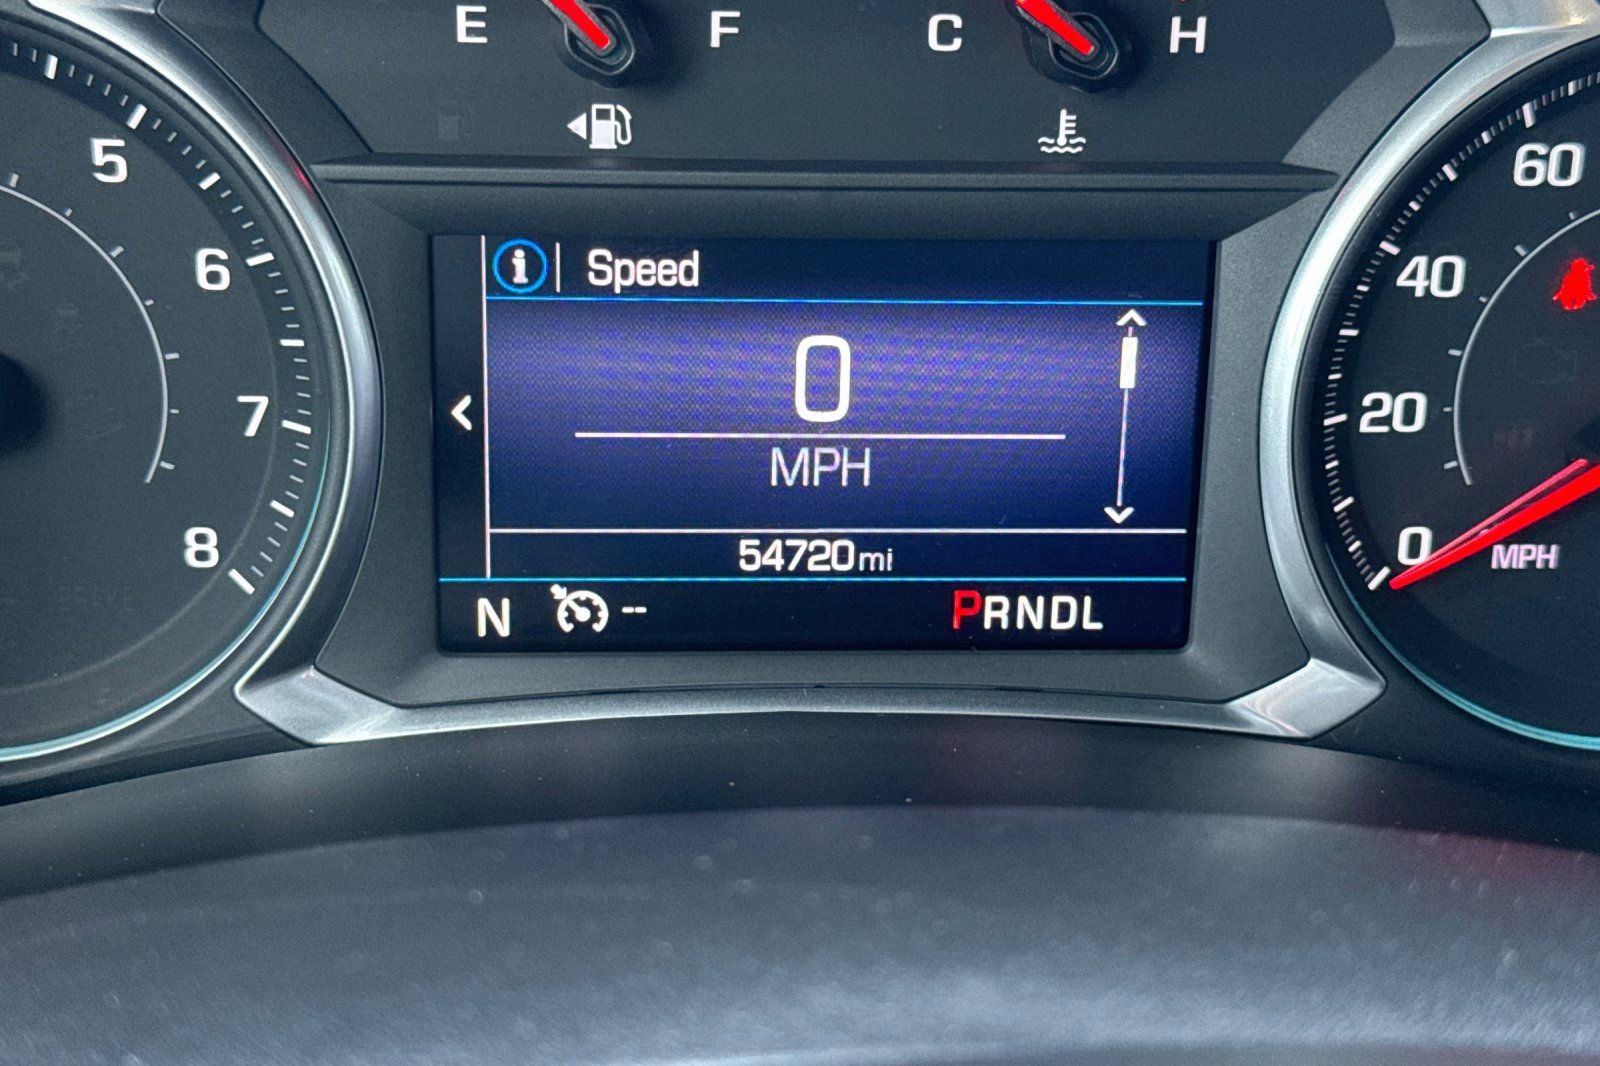 E F C H
5
6
7
8
Speed
0
MPH
54720mi
N -- PRNDL
60
40
20
0 MPH